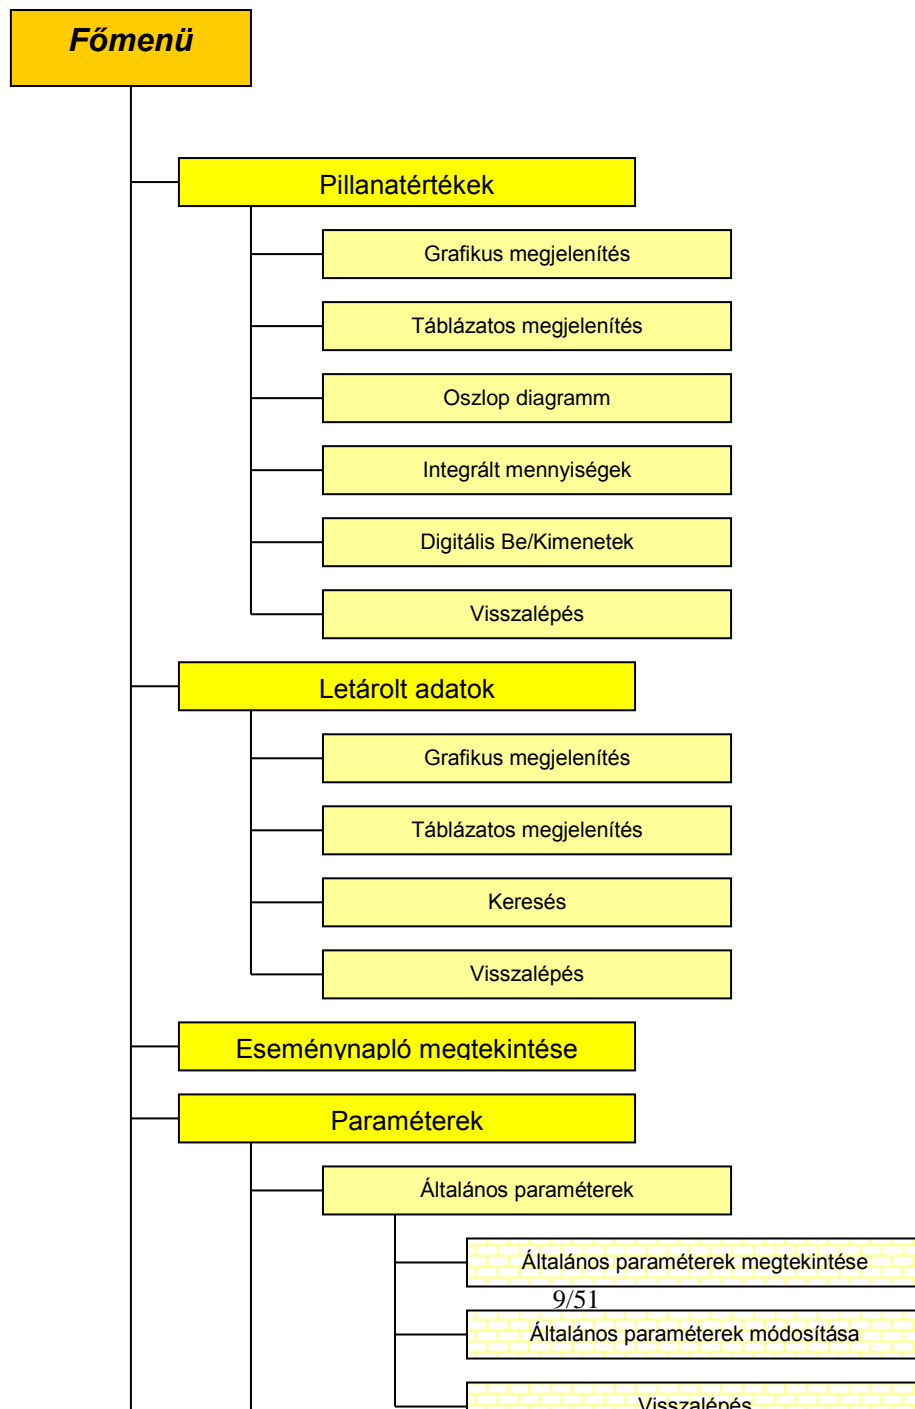 Főmenü
Pillanatértékek
Grafikus megjelenítés
Táblázatos megjelenítés
Oszlop diagramm
Integrált mennyiségek
Digitális Be/Kimenetek
Visszalépés
Letárolt adatok
Grafikus megjelenítés
Táblázatos megjelenítés
Keresés
Visszalépés
Eseménynapló megtekintése
Paraméterek
Általános paraméterek
Általános paraméterek megtekintése
9/51
Általános paraméterek módosítása
Visszalépés